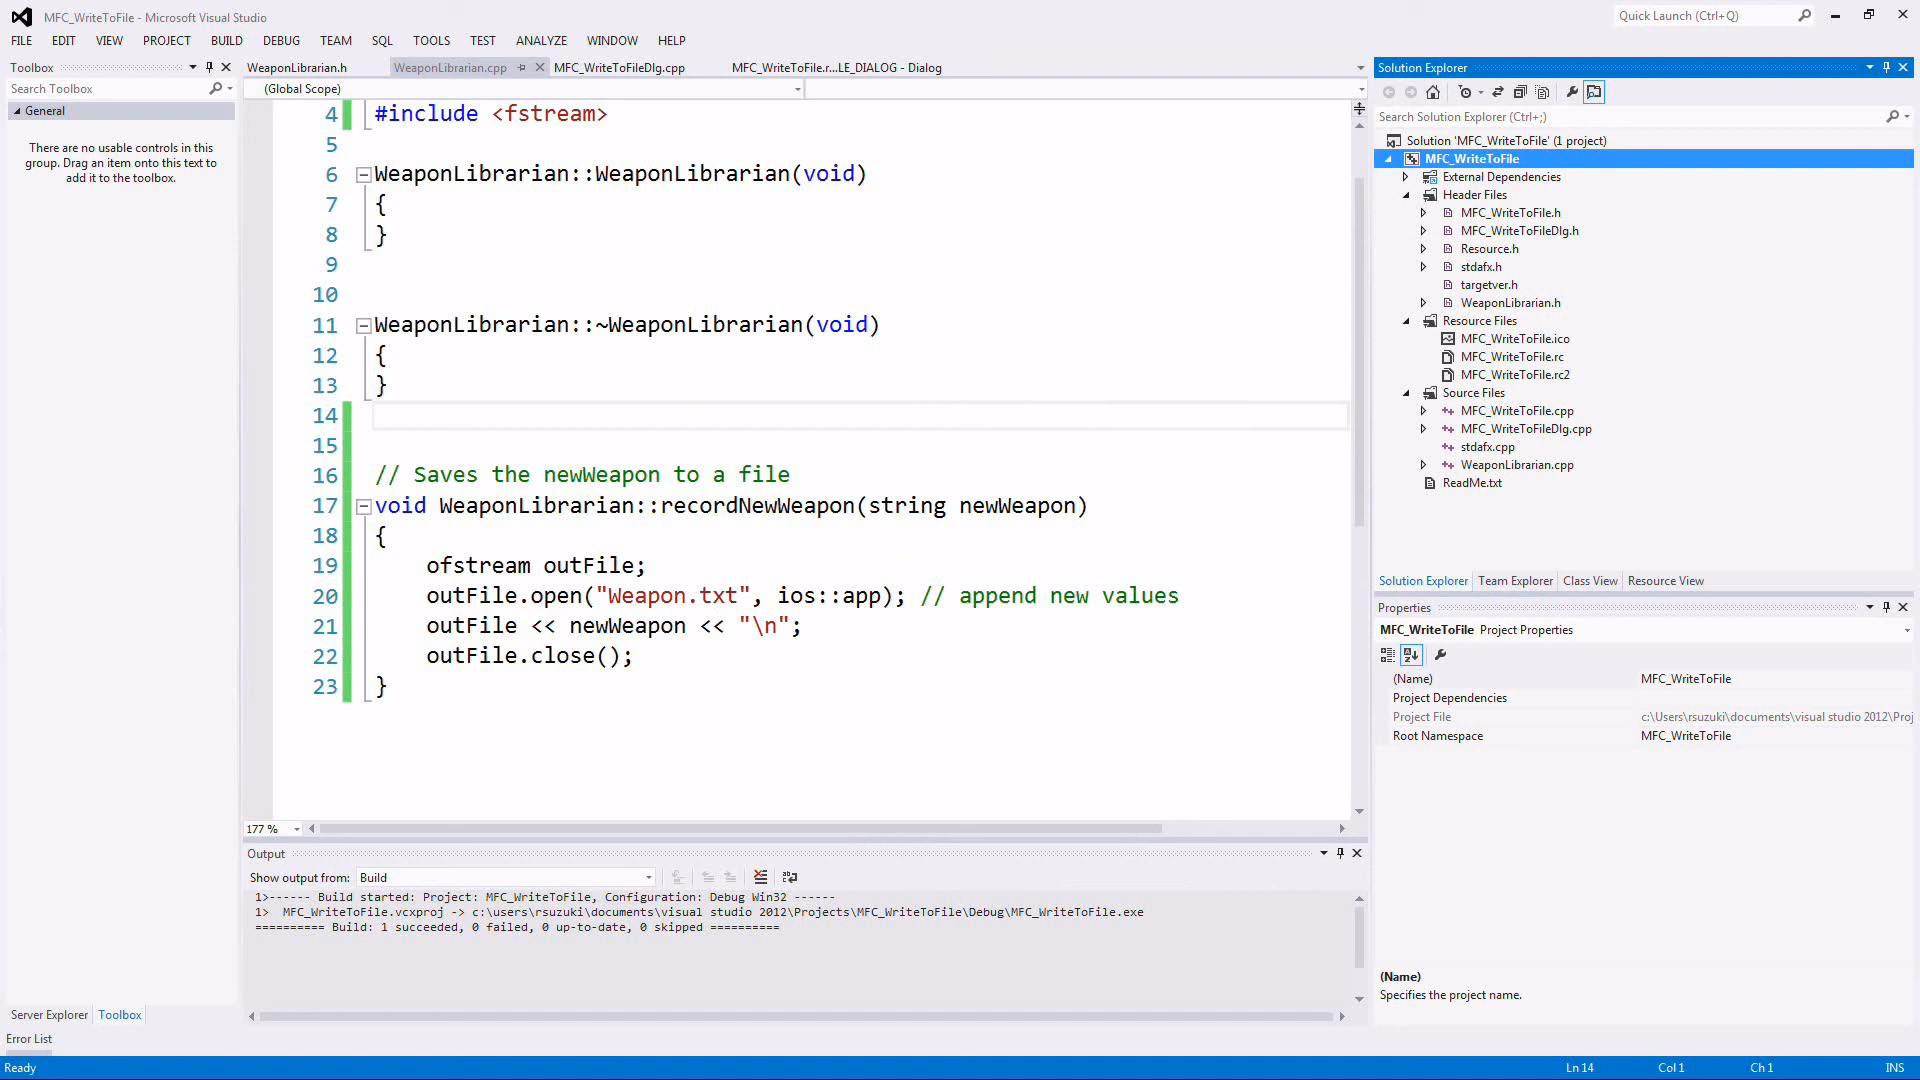 MFC_WriteToFile - Microsoft Visual Studio
Quick Launch (Ctrl+Q)
FILE EDIT VIEW PROJECT BUILD DEBUG TEAM SQL TOOLS TEST ANALYZE WINDOW HELP
Toolbox
Search Toolbox
General
There are no usable controls in this
group. Drag an item onto this text to
add it to the toolbox.
Server Explorer Toolbox
WeaponLibrarian.h WeaponLibrarian.cpp MFC_WriteToFileDlg.cpp MFC_WriteToFile.r...LE_DIALOG - Dialog
(Global Scope)
4 #include <fstream>
5
6 WeaponLibrarian::WeaponLibrarian(void)
7 {
8 }
9
10
11 WeaponLibrarian::~WeaponLibrarian(void)
12 {
13 }
14
15
16 // Saves the newWeapon to a file
17 void WeaponLibrarian::recordNewWeapon(string newWeapon)
18 {
19 ofstream outFile;
20 outFile.open("Weapon.txt", ios::app); // append new values
21 outFile << newWeapon << "\n";
22 outFile.close();
23 }
177 %
Output
Show output from: Build
1>------ Build started: Project: MFC_WriteToFile, Configuration: Debug Win32 ------
1>  MFC_WriteToFile.vcxproj -> c:\users\rsuzuki\documents\visual studio 2012\Projects\MFC_WriteToFile\Debug\MFC_WriteToFile.exe
========== Build: 1 succeeded, 0 failed, 0 up-to-date, 0 skipped ==========
Solution Explorer
Search Solution Explorer (Ctrl+;)
Solution 'MFC_WriteToFile' (1 project)
MFC_WriteToFile
External Dependencies
Header Files
MFC_WriteToFile.h
MFC_WriteToFileDlg.h
Resource.h
stdafx.h
targetver.h
WeaponLibrarian.h
Resource Files
MFC_WriteToFile.ico
MFC_WriteToFile.rc
MFC_WriteToFile.rc2
Source Files
MFC_WriteToFile.cpp
MFC_WriteToFileDlg.cpp
stdafx.cpp
WeaponLibrarian.cpp
ReadMe.txt
Solution Explorer Team Explorer Class View Resource View
Properties
MFC_WriteToFile Project Properties
(Name) MFC_WriteToFile
Project Dependencies
Project File c:\Users\rsuzuki\documents\visual studio 2012\Proj
Root Namespace MFC_WriteToFile
(Name)
Specifies the project name.
Error List
Ready Ln 14 Col 1 Ch 1 INS